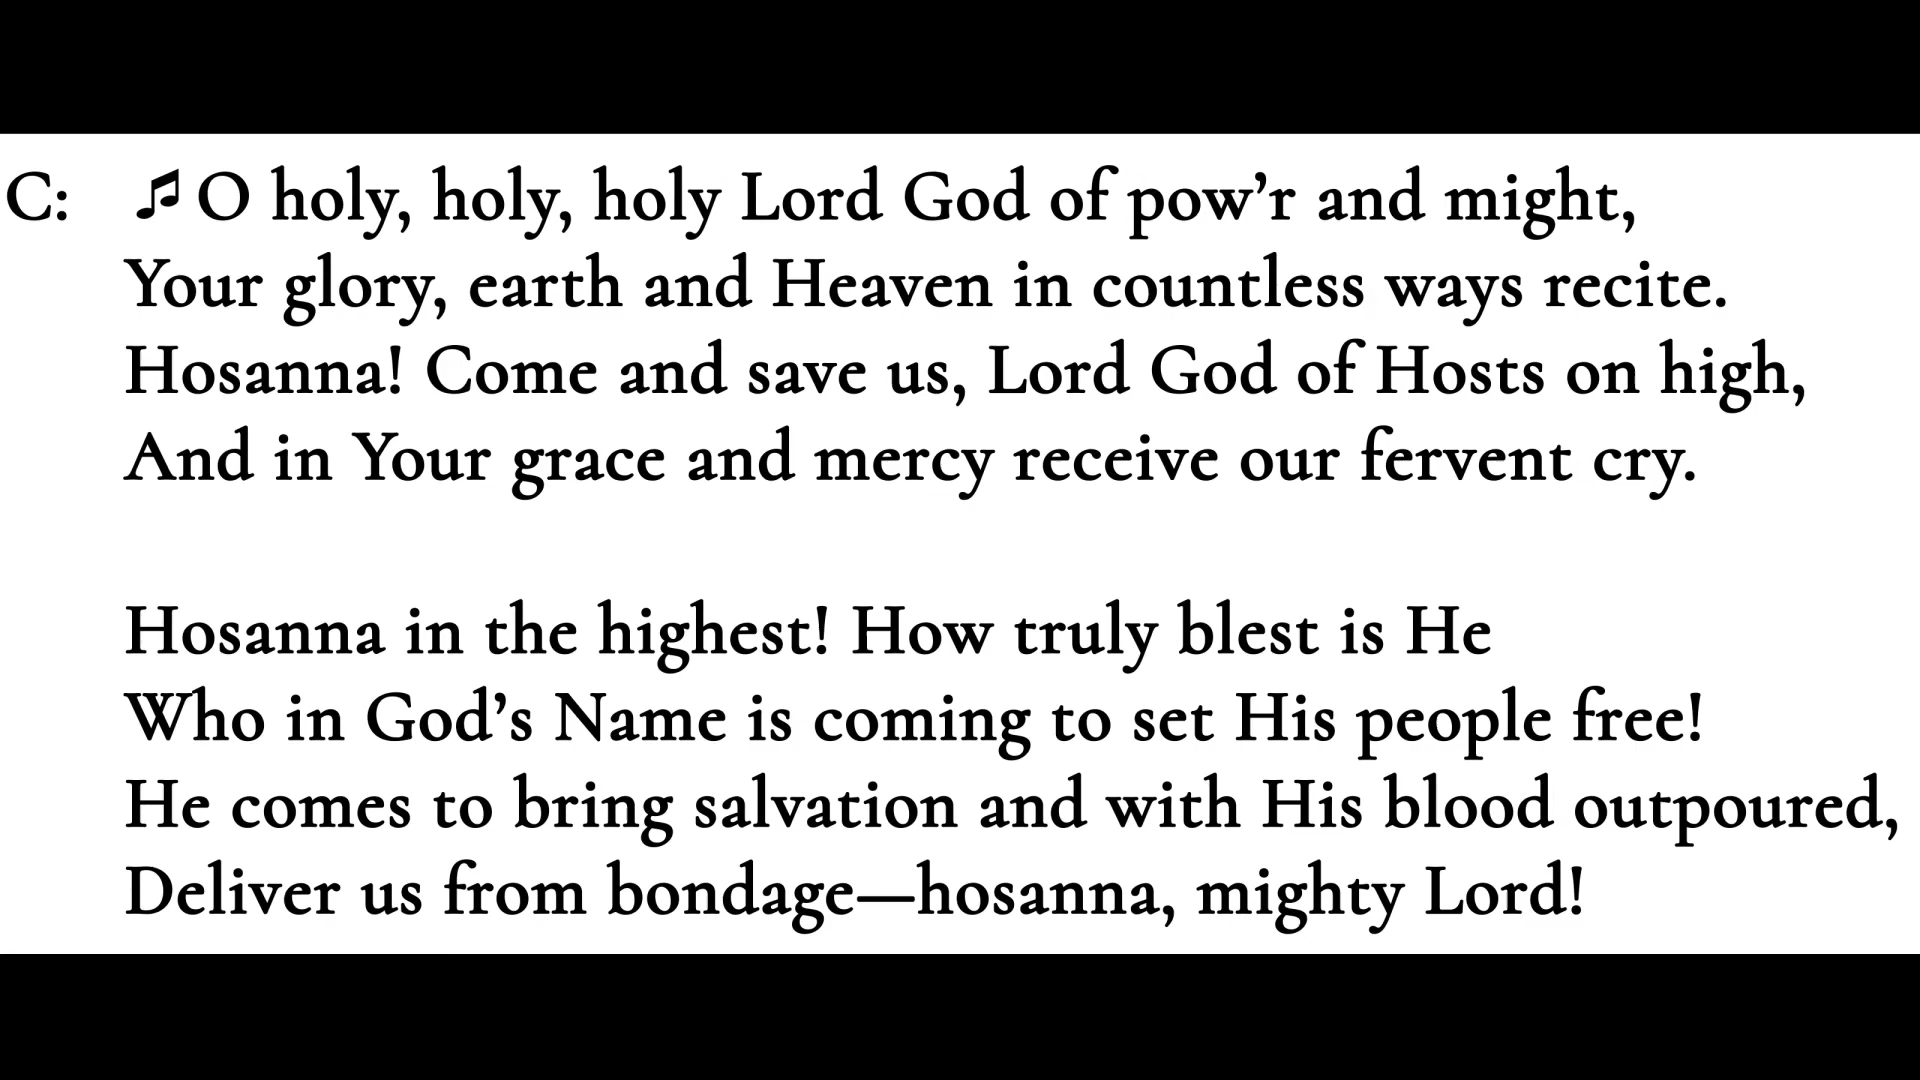 C: ♫ O holy, holy, holy Lord God of pow’r and might,
Your glory, earth and Heaven in countless ways recite.
Hosanna! Come and save us, Lord God of Hosts on high,
And in Your grace and mercy receive our fervent cry.
Hosanna in the highest! How truly blest is He
Who in God’s Name is coming to set His people free!
He comes to bring salvation and with His blood outpoured,
Deliver us from bondage—hosanna, mighty Lord!